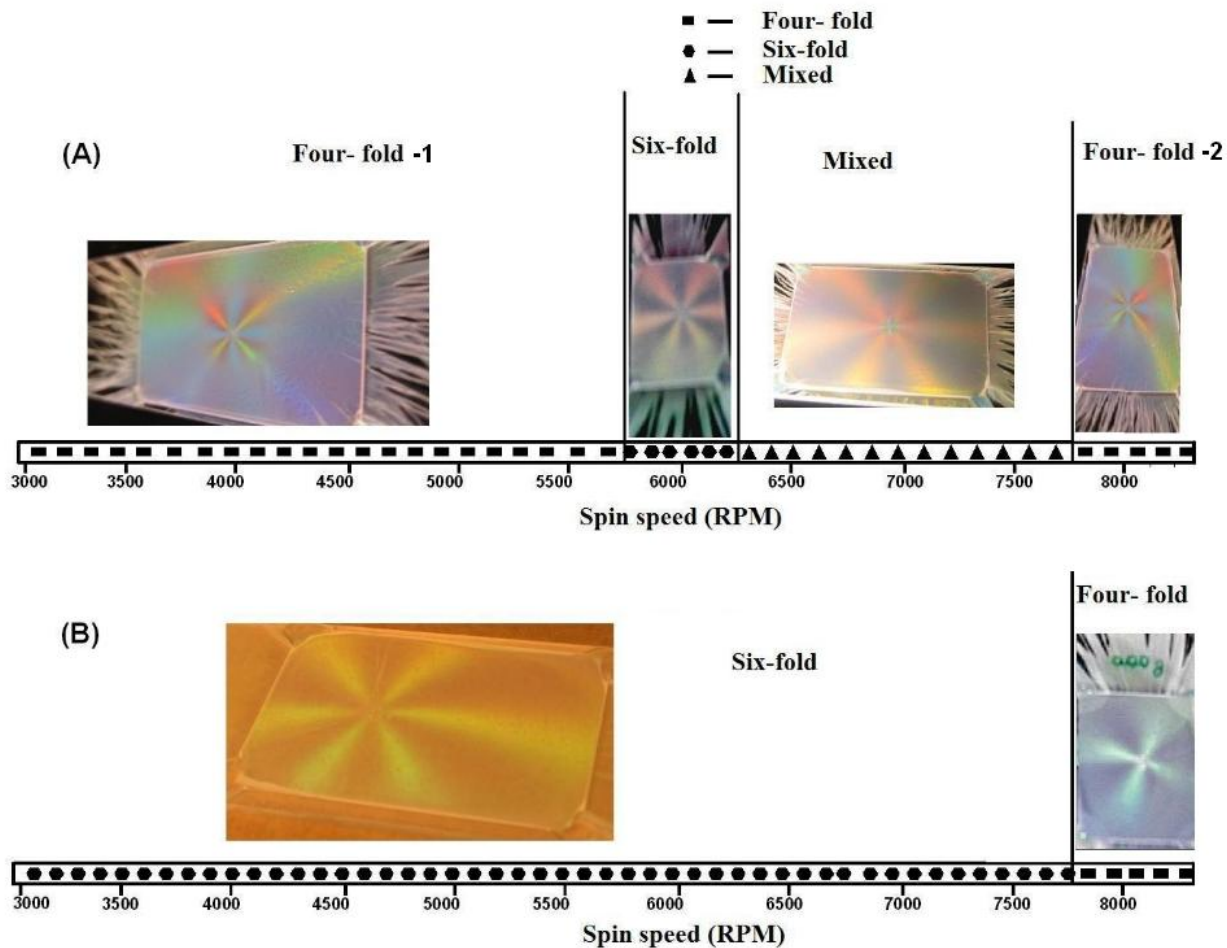 Four- fold
Six-fold
Mixed
(A)
Four- fold -1
Six-fold
Mixed
Four- fold -2
3000 3500 4000 4500 5000 5500 6000 6500 7000 7500 8000
Spin speed (RPM)
(B)
Six-fold
Four- fold
3000 3500 4000 4500 5000 5500 6000 6500 7000 7500 8000
Spin speed (RPM)